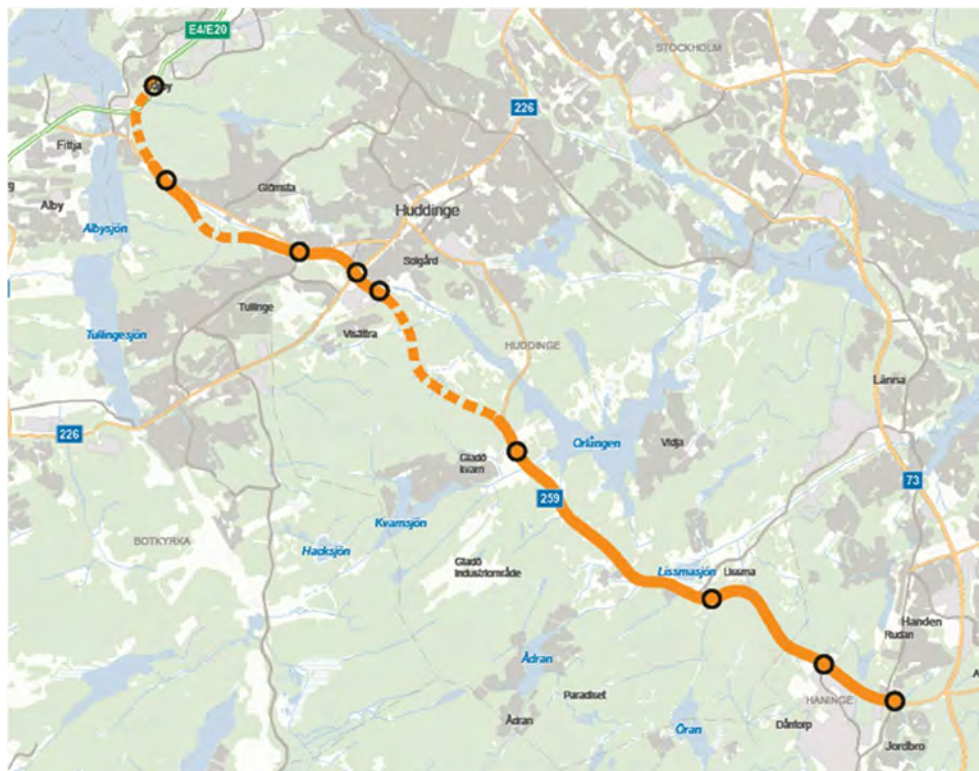 E4/E20
STOCKHOLM
226
Fittja
Glömsta
Alby
Huddinge
Albysjön
Solgård
Tullinge
Tullingesjön
Visättra
HUDDINGE
Länna
226
Orlången
Vidja
Gladö
kvarn
73
259
Kvarnsjön
BOTKYRKA
Hacksjön
Gladö
Industriområde
Lissmasjön
Lissma
Handen
Rudan
Ådran
Paradiset
HANINGE
Ådran
Öran
Dåntorp
Jordbro